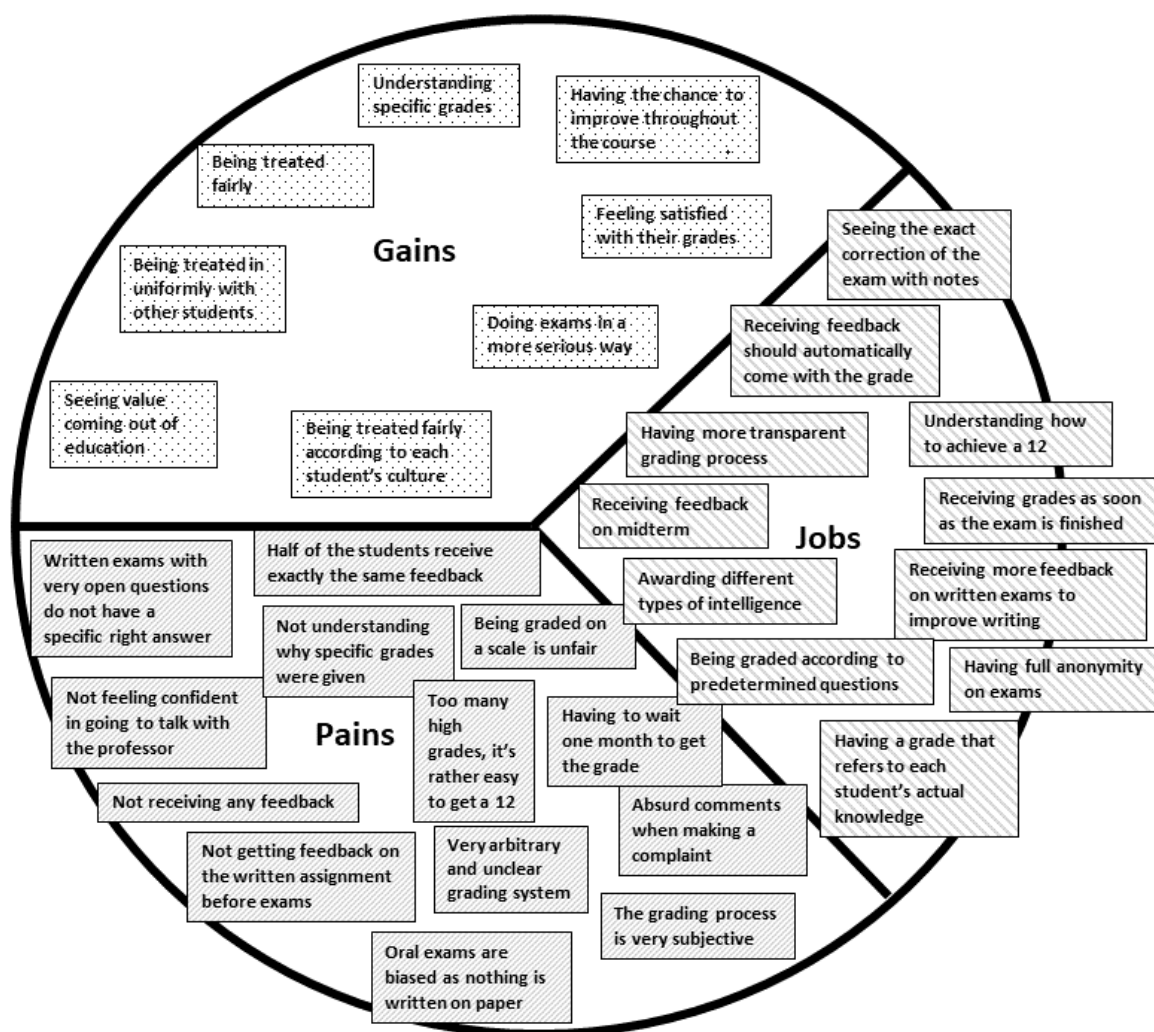 Understanding
specific grades
Having the chance to
improve throughout
the course
Being treated
fairly
Feeling satisfied
with their grades
Gains
Being treated in
uniformly with
other students
Doing exams in a
more serious way
Seeing value
coming out of
education
Being treated fairly
according to each
student's culture
Seeing the exact
correction of the
exam with notes
Receiving feedback
should automatically
come with the grade
Understanding how
to achieve a 12
Having more transparent
grading process
Receiving feedback
on midterm
Receiving grades as soon
as the exam is finished
Jobs
Receiving more feedback
on written exams to
improve writing
Awarding different
types of intelligence
Being graded according to
predetermined questions
Having full anonymity
on exams
Having a grade that
refers to each
student's actual
knowledge
Written exams with
very open questions
do not have a
specific right answer
Half of the students receive
exactly the same feedback
Not understanding
why specific grades
were given
Being graded on
a scale is unfair
Not feeling confident
in going to talk with
the professor
Pains
Too many
high
grades, it's
rather easy
to get a 12
Having to wait
one month to get
the grade
Not receiving any feedback
Absurd comments
when making a
complaint
Not getting feedback on
the written assignment
before exams
Very arbitrary
and unclear
grading system
The grading process
is very subjective
Oral exams are
biased as nothing is
written on paper